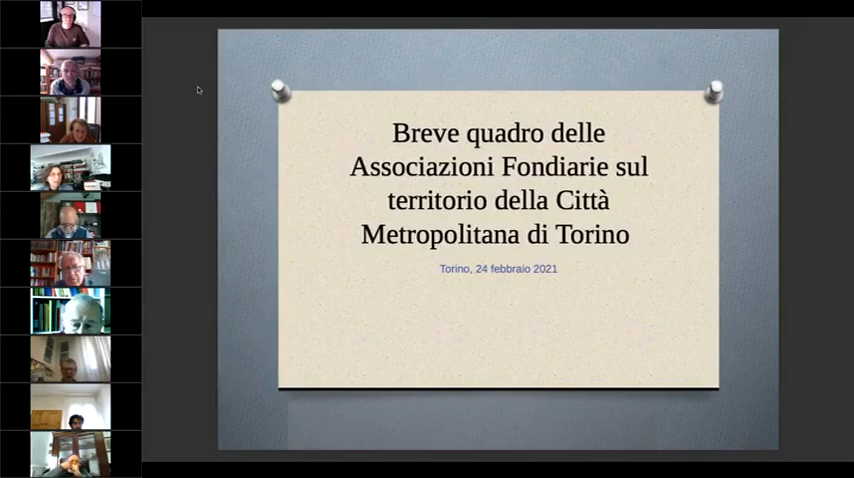 Breve quadro delle
Associazioni Fondiarie sul
territorio della Città
Metropolitana di Torino
Torino, 24 febbraio 2021